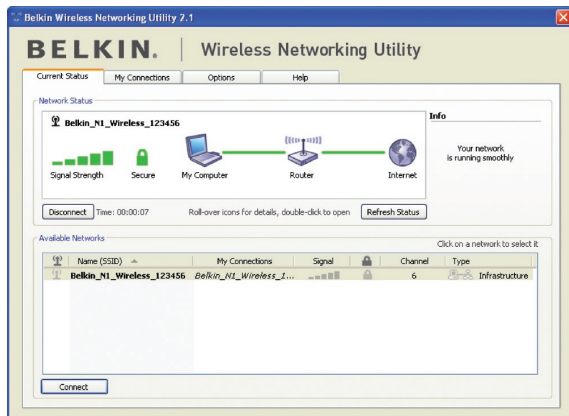 Belkin Wireless Networking Utility 2.1
BELKIN. | Wireless Networking Utility
Current Status My Connections Options Help
Network Status
Belkin_N1_Wireless_123456
Info
Your network
is running smoothly
Signal Strength Secure My Computer Router Internet
Disconnect Time: 00:00:07 Roll-over icons for details, double-click to open Refresh Status
Available Networks
Click on a network to select it
Name (SSID) My Connections Signal Channel Type
Belkin_N1_Wireless_123456 Belkin_N1_Wireless_1... 6 Infrastructure
Connect